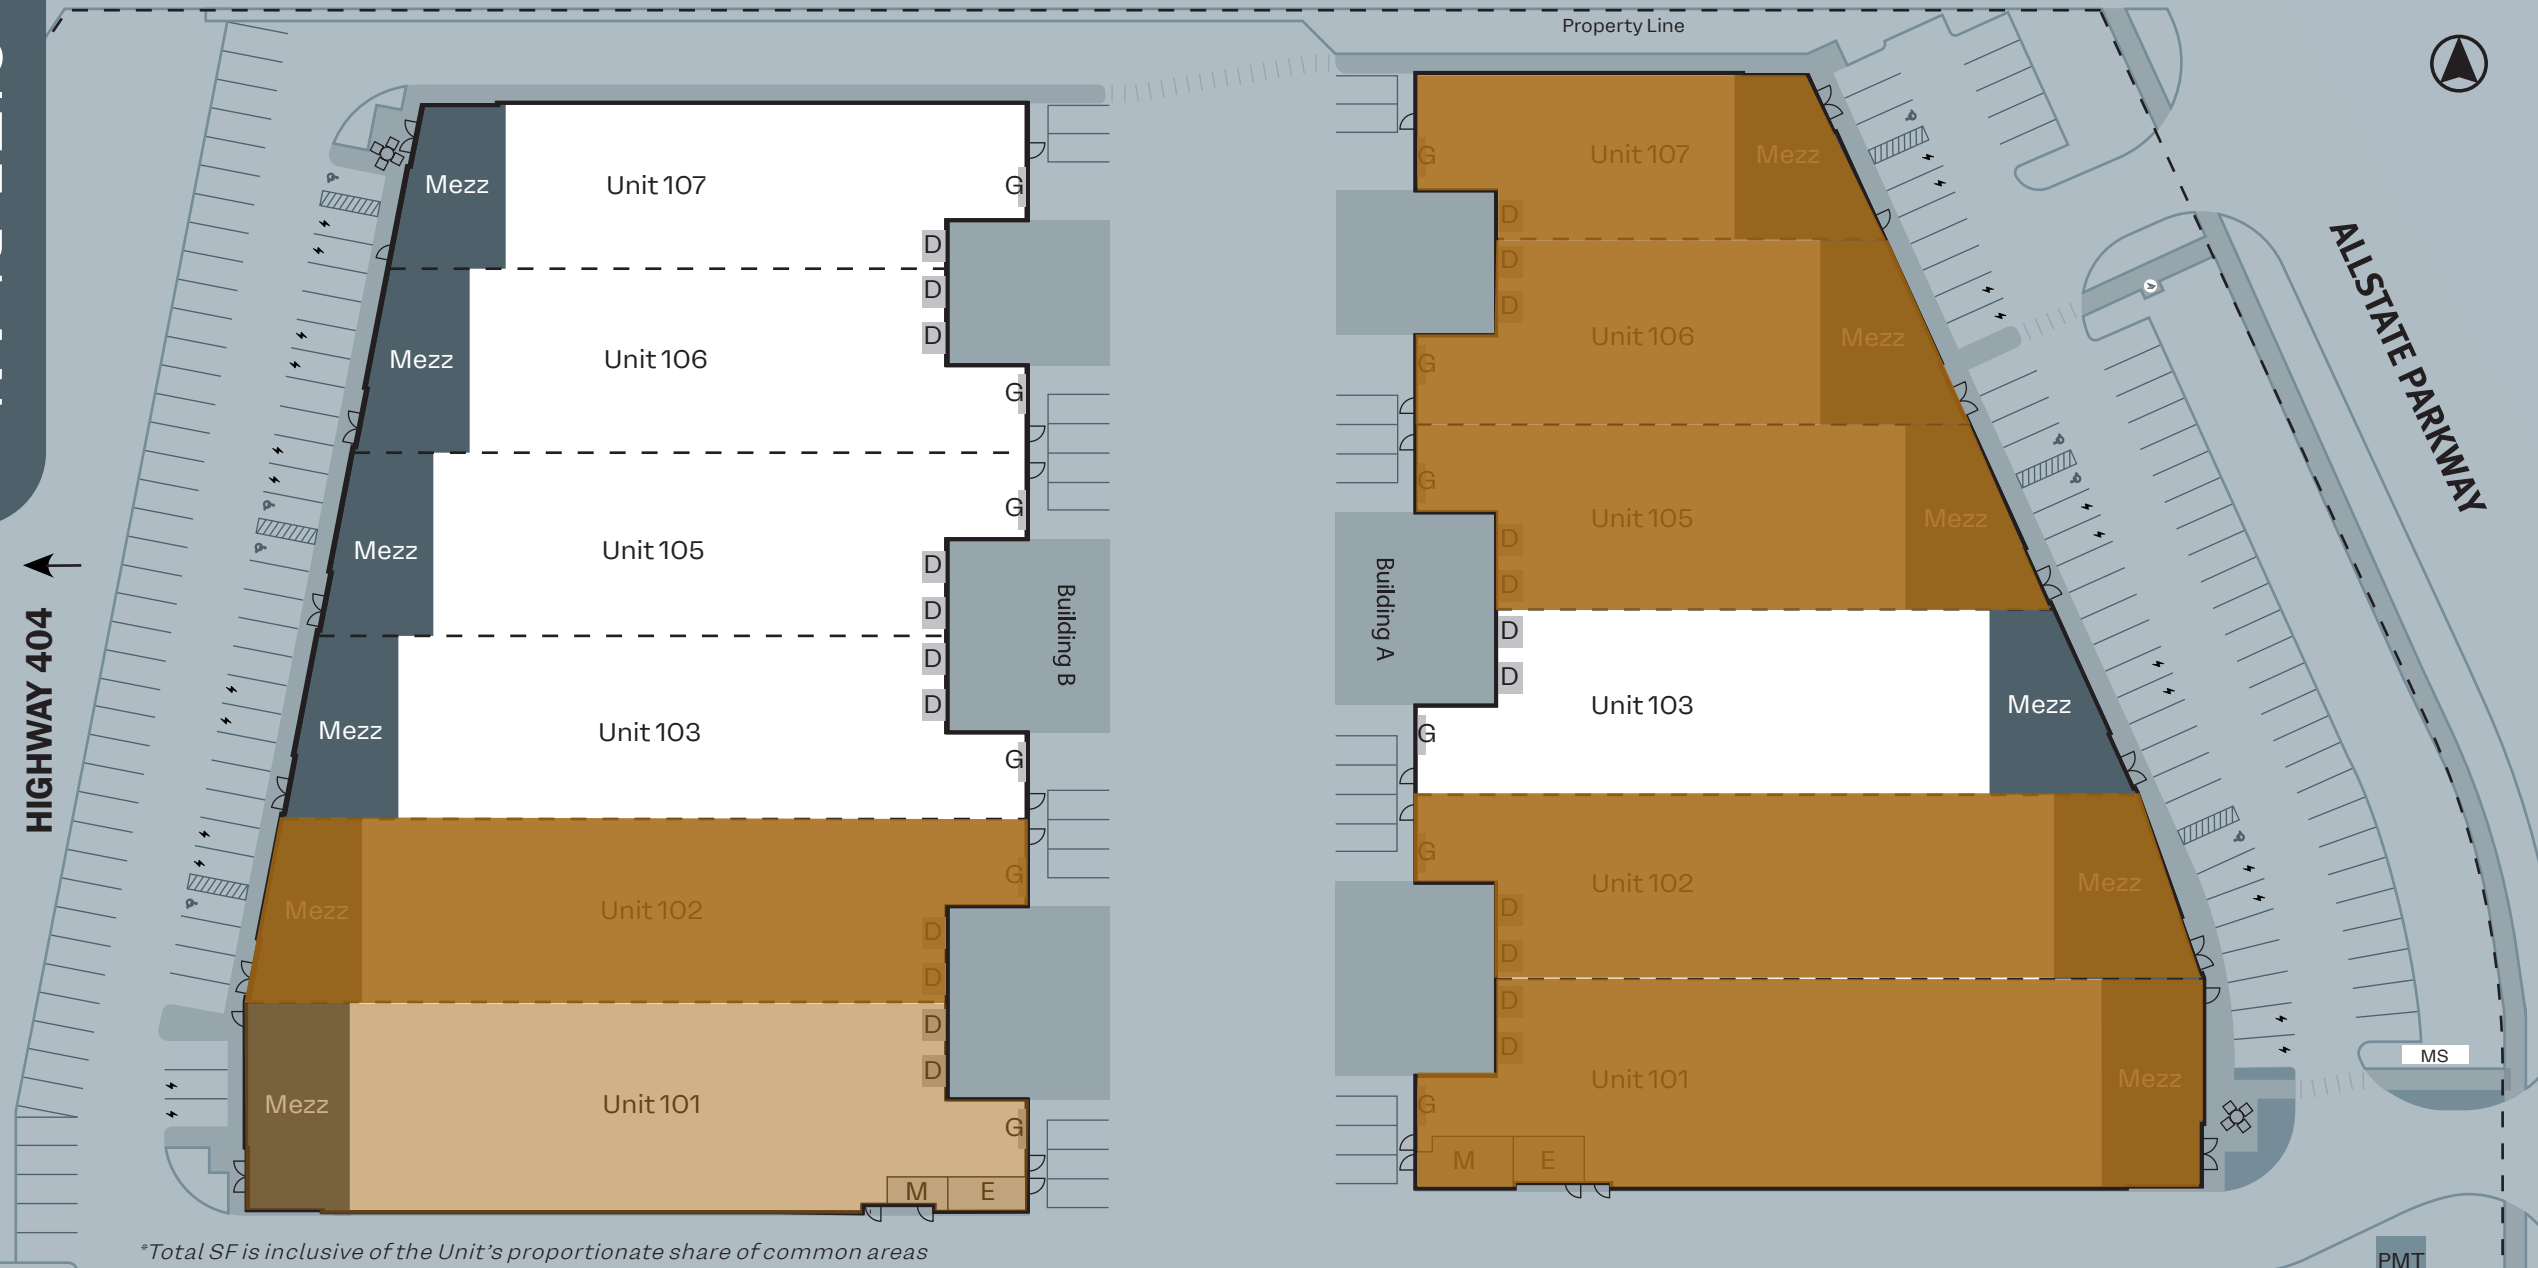 Property Line
Mezz
Unit 107
G
D
Mezz
Unit 106
D
D
G
Mezz
Unit 105
G
D
D
Building B
Mezz
Unit 103
D
D
G
Mezz
Unit 102
G
D
D
Mezz
Unit 101
D
D
G
M
E
G
Unit 107
Mezz
D
D
D
G
Unit 106
Mezz
G
Unit 105
Mezz
D
D
Building A
D
D
Unit 103
Mezz
G
G
Unit 102
Mezz
D
D
D
D
Unit 101
Mezz
G
M
E
HIGHWAY 404
ALLSTATE PARKWAY
MS
PMT
*Total SF is inclusive of the Unit's proportionate share of common areas